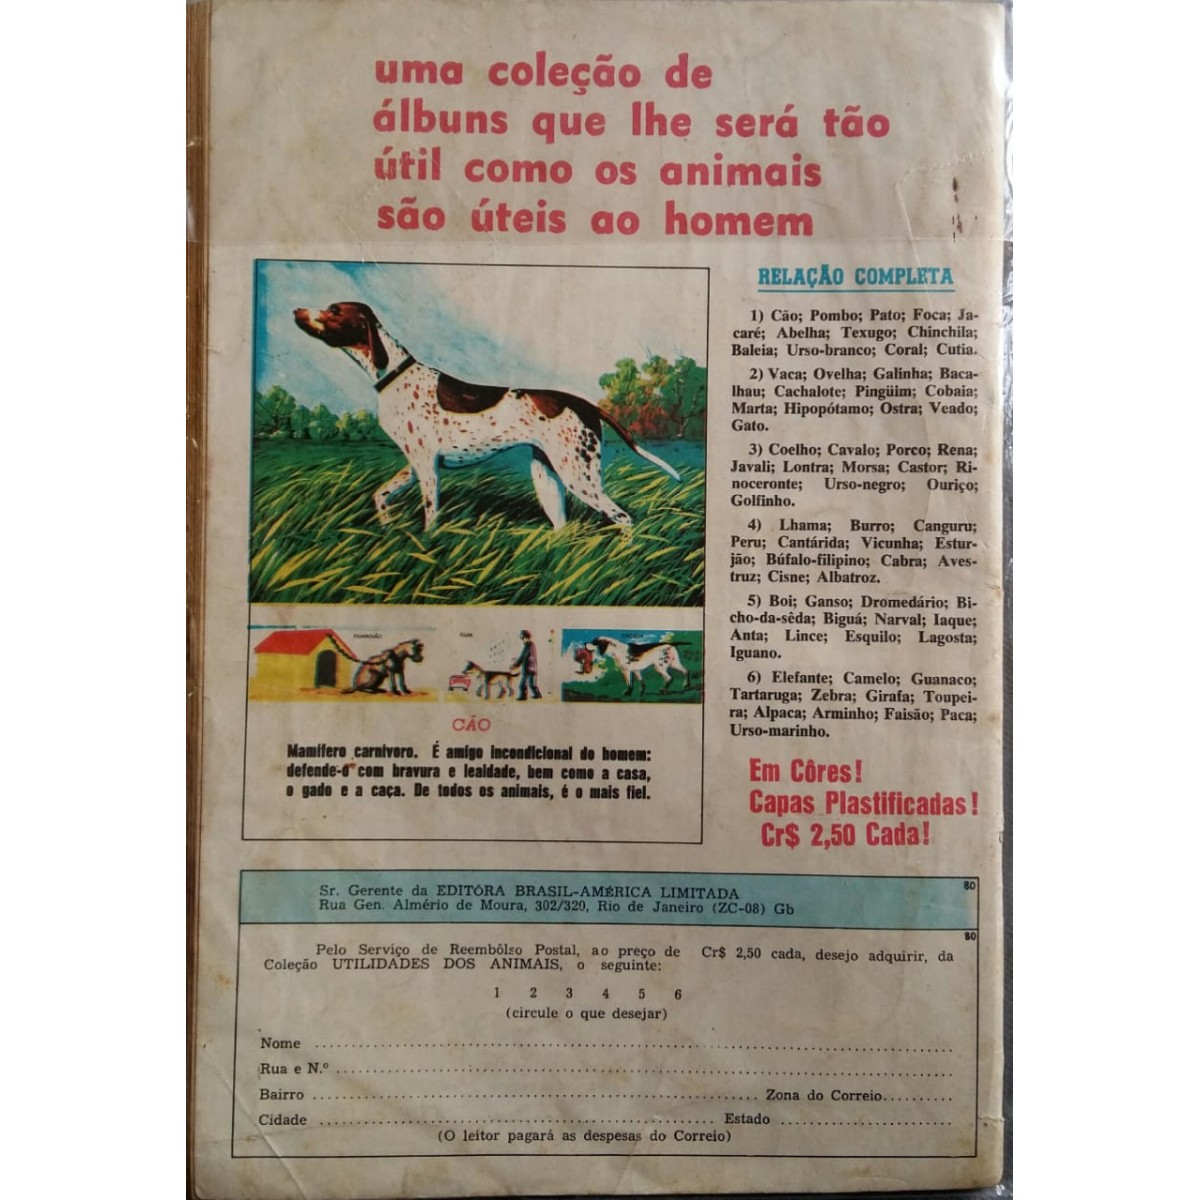 uma coleção de
álbuns que lhe será tão
útil como os animais
são úteis ao homem
RELAÇÃO COMPLETA
1) Cão; Pombo; Pato; Foca; Ja-
caré; Abelha; Texugo; Chinchila;
Baleia; Urso-branco; Coral; Cutia.
2) Vaca; Ovelha; Galinha; Baca-
lhau; Cachalote; Pingüim; Cobaia;
Marta; Hipopótamo; Ostra; Veado;
Gato.
3) Coelho; Cavalo; Porco; Rena;
Javali; Lontra; Morsa; Castor; Ri-
noceronte; Urso-negro; Ouriço;
Golfinho.
4) Lhama; Burro; Canguru;
Peru; Cantárida; Vicunha; Estur-
jão; Búfalo-filipino; Cabra; Aves-
truz; Cisne; Albatroz.
5) Boi; Ganso; Dromedário; Bi-
cho-da-sêda; Biguá; Narval; Iaque;
Anta; Lince; Esquilo; Lagosta;
Iguano.
6) Elefante; Camelo; Guanaco;
Tartaruga; Zebra; Girafa; Toupei-
ra; Alpaca; Arminho; Faisão; Paca;
Urso-marinho.
Em Côres!
Capas Plastificadas!
Cr$ 2,50 Cada!
GUARDIÃO
GUIA
CAÇADA
CÃO
Mamífero carnívoro. É amigo incondicional do homem:
defende-o com bravura e lealdade, bem como a casa,
o gado e a caça. De todos os animais, é o mais fiel.
80
Sr. Gerente da EDITÔRA BRASIL-AMÉRICA LIMITADA
Rua Gen. Almério de Moura, 302/320, Rio de Janeiro (ZC-08) Gb
80
Pelo Serviço de Reembôlso Postal, ao preço de Cr$ 2,50 cada, desejo adquirir, da
Coleção UTILIDADES DOS ANIMAIS, o seguinte:
1 2 3 4 5 6
(circule o que desejar)
Nome
Rua e N.º
Bairro Zona do Correio
Cidade Estado
(O leitor pagará as despesas do Correio)